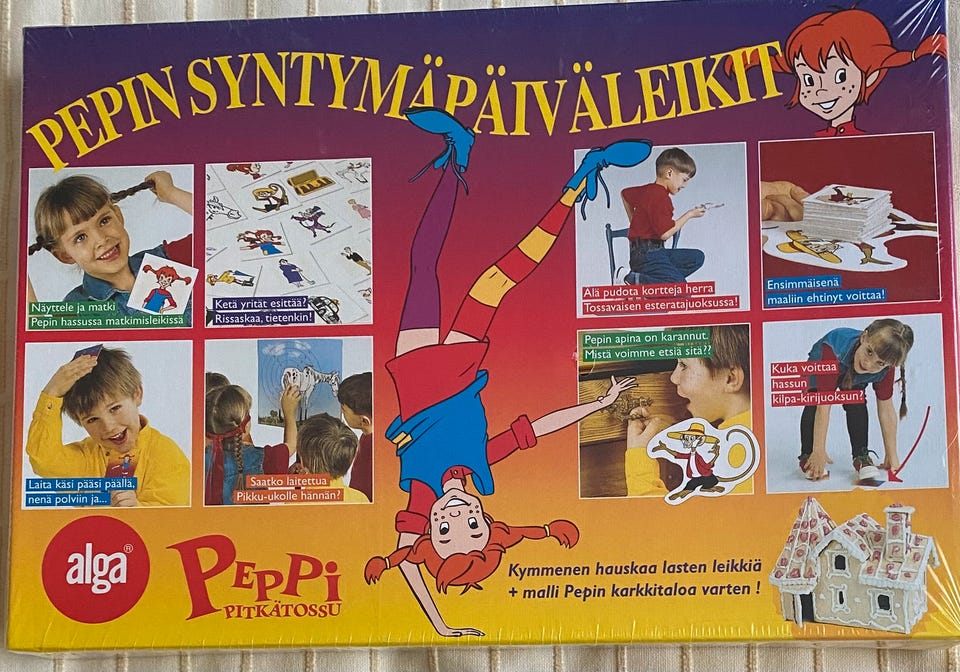 PEPIN SYNTYMÄPÄIVÄLEIKIT
Näyttele ja matki
Pepin hassussa matkimisleikissä
Ketä yrität esittää?
Rissaskaa, tietenkin!
Älä pudota kortteja herra
Tossavaisen esteratajuoksussa!
Ensimmäisenä
maaliin ehtinyt voittaa!
Laita käsi pääsi päällä,
nenä polviin ja...
Saatko laitettua
Pikku-ukolle hännän?
Pepin apina on karannut.
Mistä voimme etsiä sitä??
Kuka voittaa
hassun
kilpa-kirijuoksun?
alga®
PEPPi
PITKÄTOSSU
Kymmenen hauskaa lasten leikkiä
+ malli Pepin karkkitaloa varten !